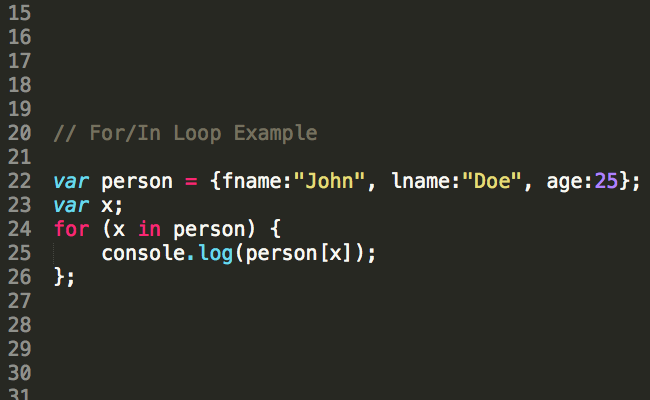 15
16
17
18
19
20 // For/In Loop Example
21
22 var person = {fname:"John", lname:"Doe", age:25};
23 var x;
24 for (x in person) {
25     console.log(person[x]);
26 };
27
28
29
30
31